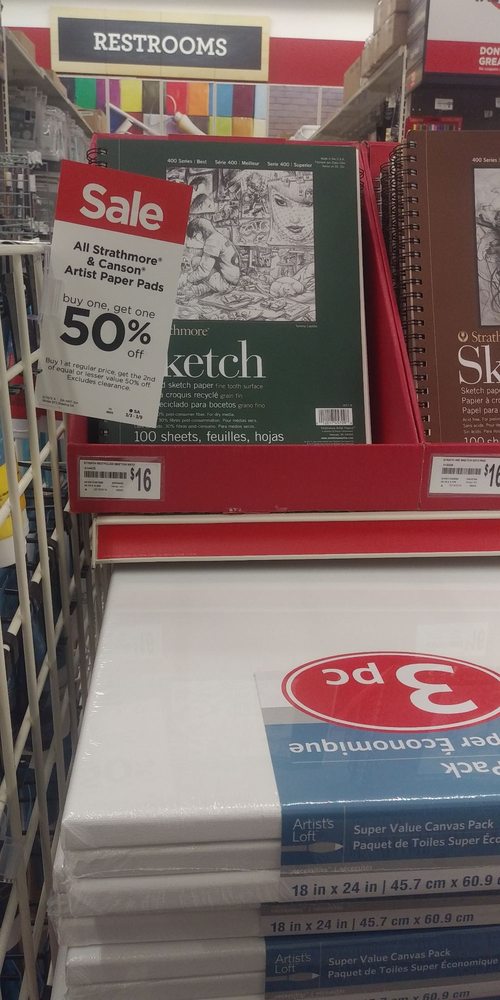 RESTROOMS
DON
GREA
400 Series : Best Série 400 : Meilleur Serie 400 : Superior
400 Series
Sale
All Strathmore®
& Canson®
Artist Paper Pads
buy one, get one
50%
off
Buy 1 at regular price, get the 2nd
of equal or lesser value 50% off
Excludes clearance.
thmore
ketch
d sketch paper fine tooth surface
à croquis recyclé grain fin
eciclado para bocetos grano fino
100 sheets, feuilles, hojas
$16
Strath
Sk
Sketch pap
Papier à cr
Papel para
100 sh
$16
3 pc
per Économique
Pack
Artist's
Loft
Super Value Canvas Pack
Paquet de Toiles Super Éco
18 in x 24 in | 45.7 cm x 60.9 c
18 in x 24 in | 45.7 cm x 60.9 cm
Artist's
Loft
Super Value Canvas Pack
Paquet de Toiles Super Éco